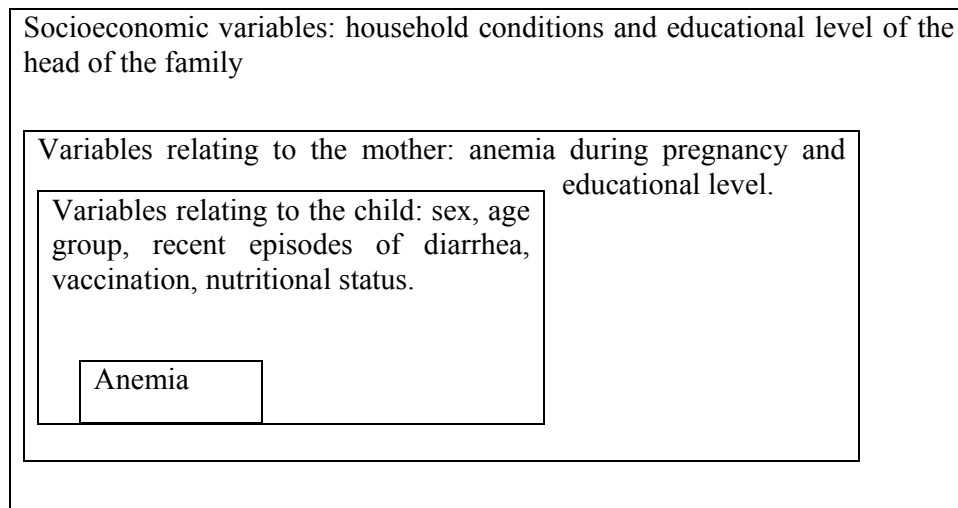 Socioeconomic variables: household conditions and educational level of the
head of the family
Variables relating to the mother: anemia during pregnancy and
educational level.
Variables relating to the child: sex, age
group, recent episodes of diarrhea,
vaccination, nutritional status.
Anemia